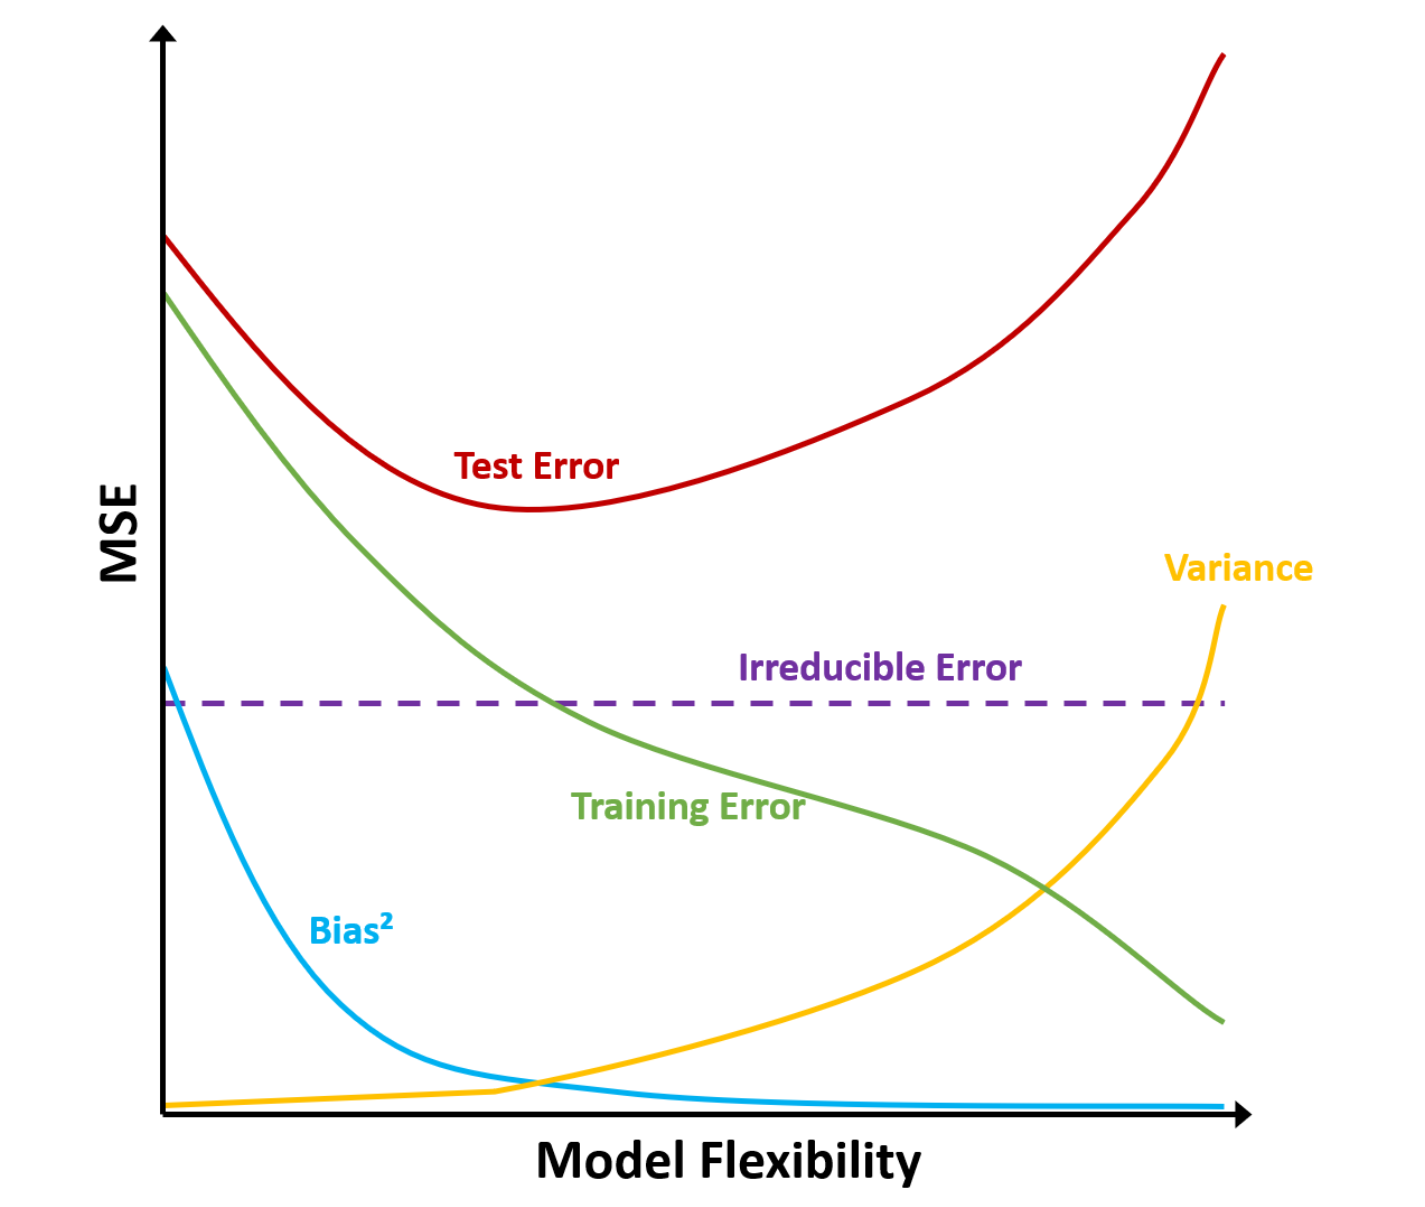 Test Error
MSE
Variance
Irreducible Error
Training Error
Bias²
Model Flexibility